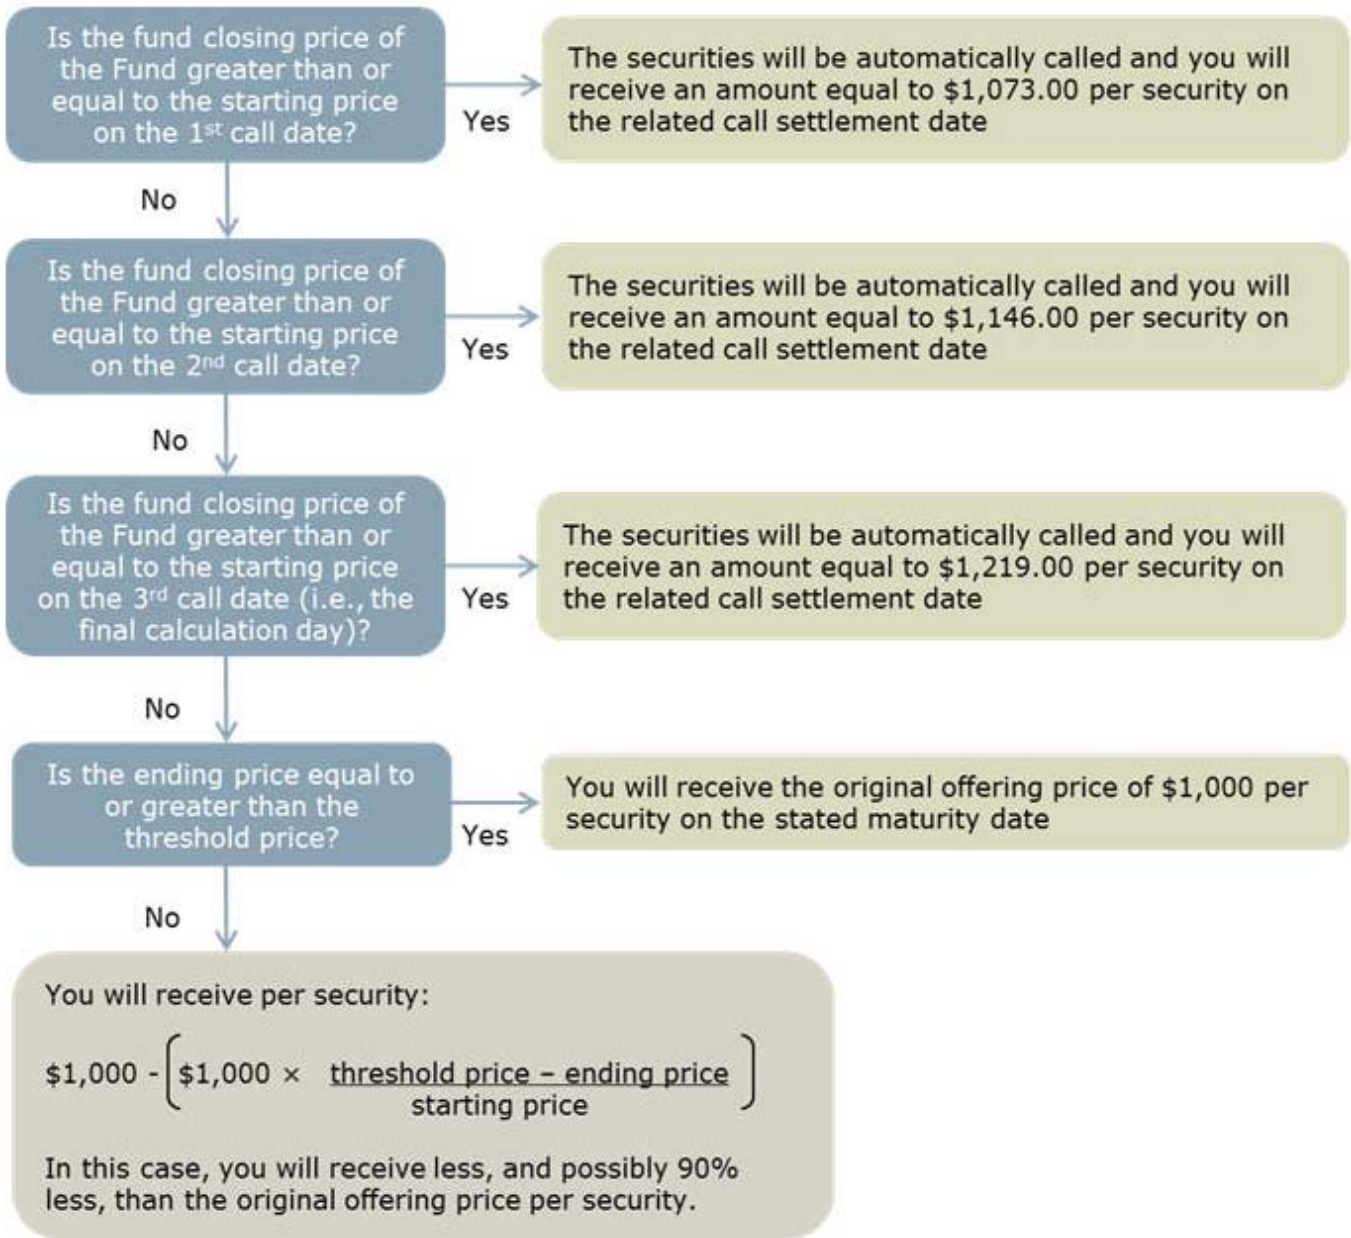 Is the fund closing price of
the Fund greater than or
equal to the starting price
on the 1st call date?
Yes
The securities will be automatically called and you will
receive an amount equal to $1,073.00 per security on
the related call settlement date
No
Is the fund closing price of
the Fund greater than or
equal to the starting price
on the 2nd call date?
Yes
The securities will be automatically called and you will
receive an amount equal to $1,146.00 per security on
the related call settlement date
No
Is the fund closing price of
the Fund greater than or
equal to the starting price
on the 3rd call date (i.e., the
final calculation day)?
Yes
The securities will be automatically called and you will
receive an amount equal to $1,219.00 per security on
the related call settlement date
No
Is the ending price equal to
or greater than the
threshold price?
Yes
You will receive the original offering price of $1,000 per
security on the stated maturity date
No
You will receive per security:
$1,000 - ( $1,000 × threshold price – ending price )
starting price
In this case, you will receive less, and possibly 90%
less, than the original offering price per security.